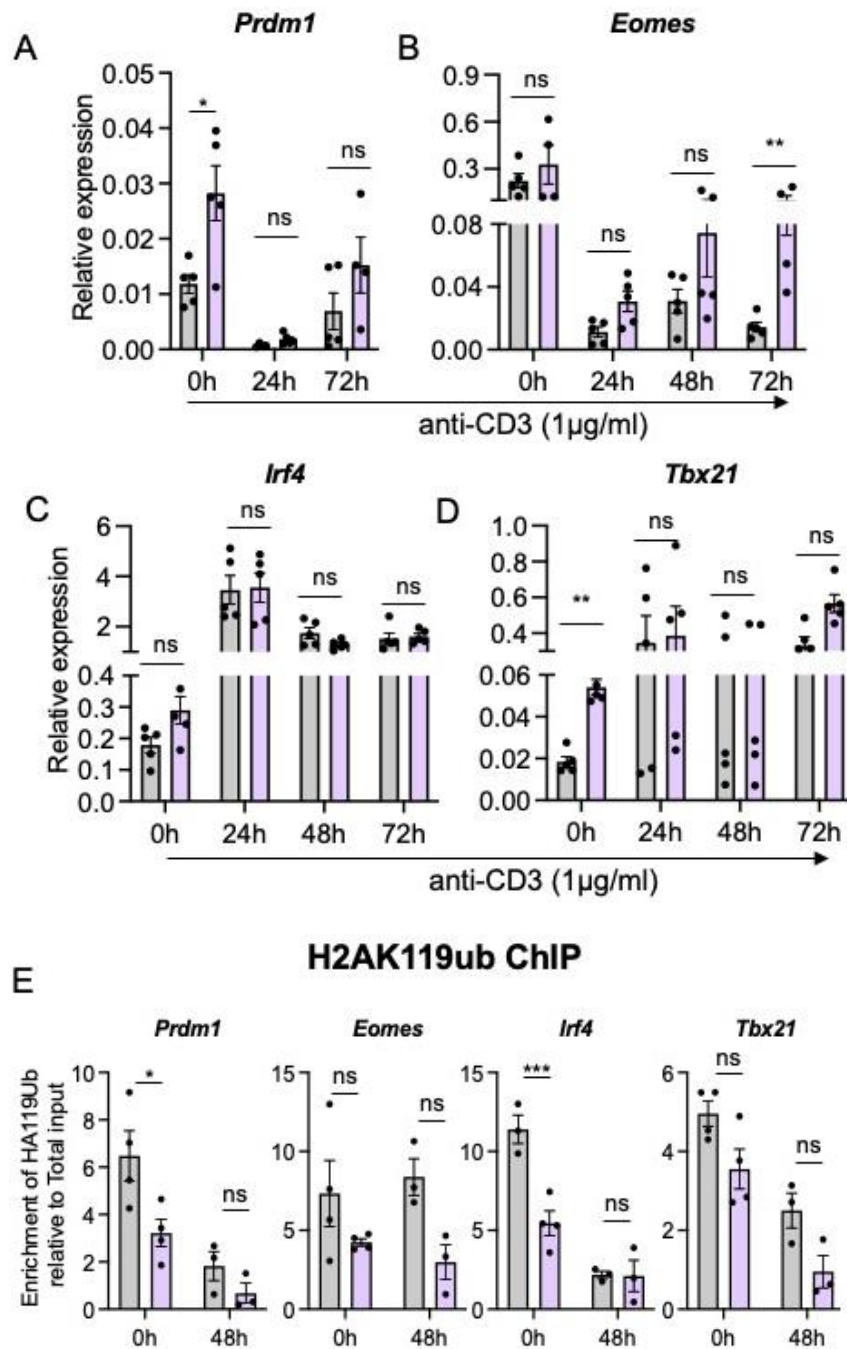 A
Prdm1
B
Eomes
Relative expression
0.05
0.04
0.03
0.02
0.01
0.00
*
ns
ns
0h
24h
72h
0.9
0.6
0.3
0.08
0.04
0.00
ns
ns
ns
**
0h
24h
48h
72h
anti-CD3 (1µg/ml)
C
Irf4
D
Tbx21
Relative expression
6
4
2
0.4
0.3
0.2
0.1
0.0
ns
ns
ns
ns
0h
24h
48h
72h
1.0
0.8
0.6
0.4
0.06
0.04
0.02
0.00
**
ns
ns
ns
0h
24h
48h
72h
anti-CD3 (1µg/ml)
H2AK119ub ChIP
E
Prdm1
Eomes
Irf4
Tbx21
Enrichment of HA119Ub
relative to Total input
10
8
6
4
2
0
*
ns
0h
48h
15
10
5
0
ns
ns
0h
48h
15
10
5
0
***
ns
0h
48h
6
4
2
0
ns
ns
0h
48h